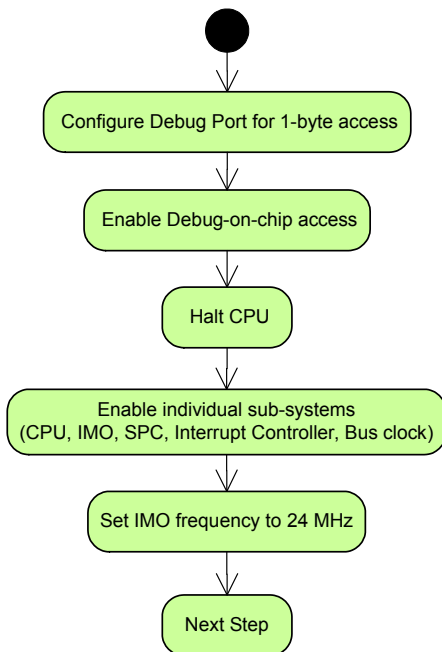 Configure Debug Port for 1-byte access
Enable Debug-on-chip access
Halt CPU
Enable individual sub-systems
(CPU, IMO, SPC, Interrupt Controller, Bus clock)
Set IMO frequency to 24 MHz
Next Step